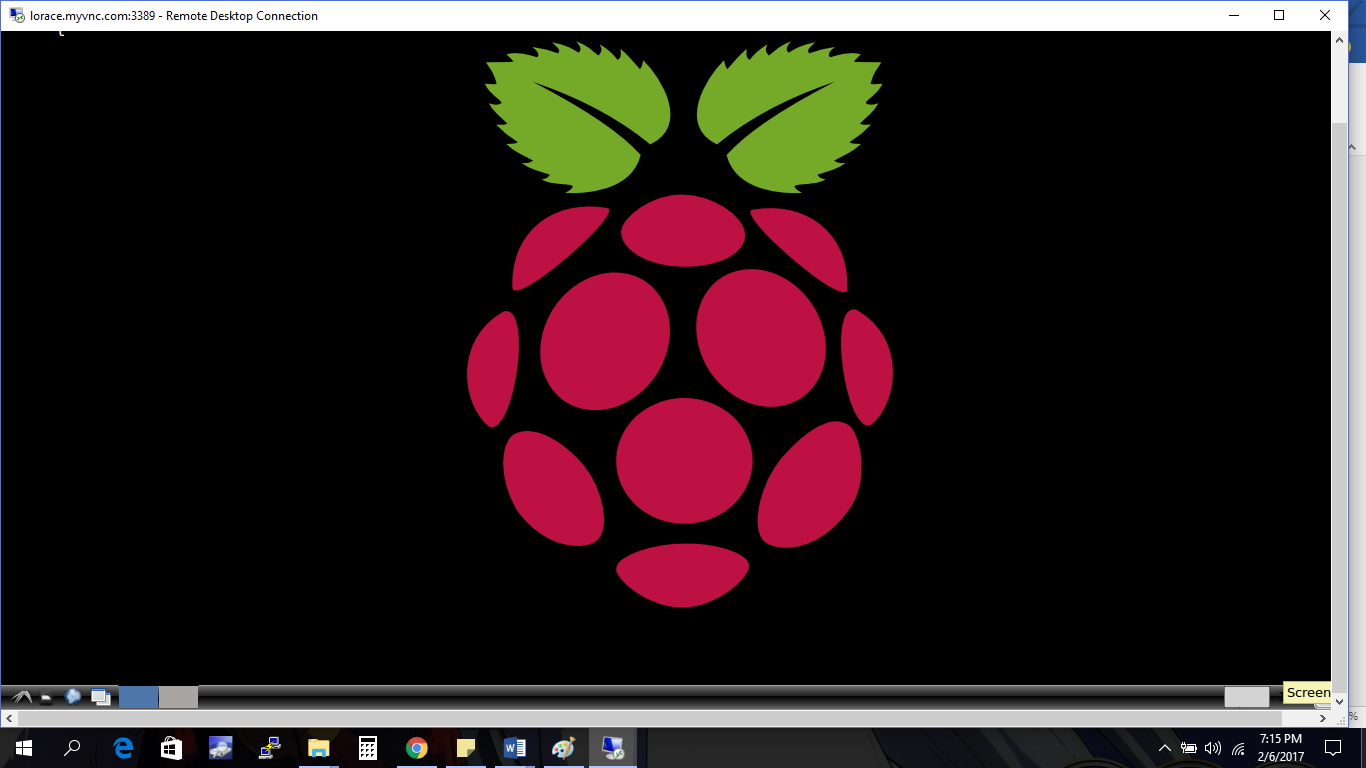 lorace.myvnc.com:3389 - Remote Desktop Connection
Screen
%
7:15 PM
2/6/2017